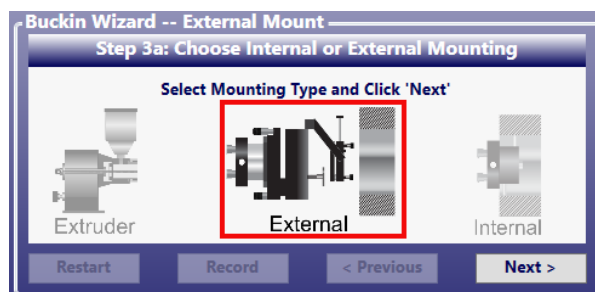 Buckin Wizard -- External Mount
Step 3a: Choose Internal or External Mounting
Select Mounting Type and Click 'Next'
Extruder
External
Internal
Restart
Record
< Previous
Next >